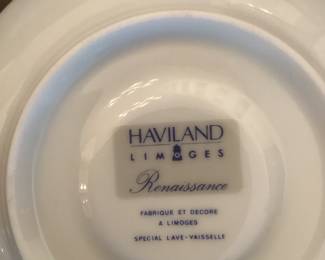 HAVILAND
LIMOGES
Renaissance
FABRIQUE ET DECORE
A LIMOGES
SPECIAL LAVE-VAISSELLE